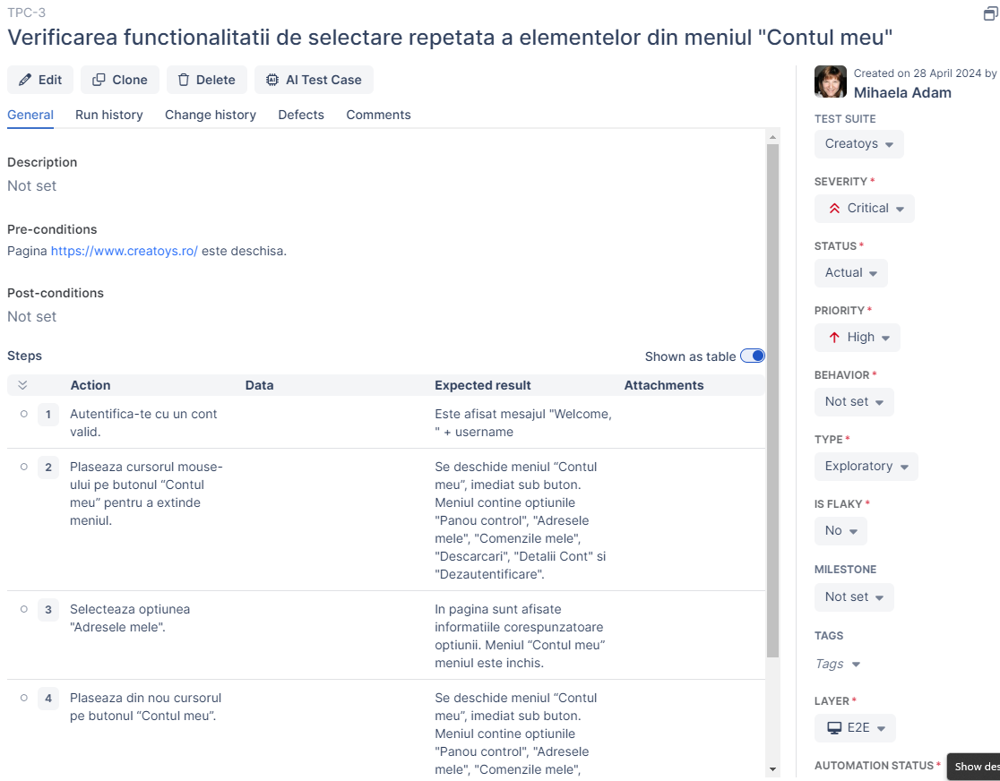 TPC-3
Verificarea functionalitatii de selectare repetata a elementelor din meniul "Contul meu"
Edit
Clone
Delete
AI Test Case
General
Run history
Change history
Defects
Comments
Description
Not set
Pre-conditions
Pagina https://www.creatoys.ro/ este deschisa.
Post-conditions
Not set
Steps
Shown as table
Action Data Expected result Attachments
1
Autentifica-te cu un cont
valid.
Este afisat mesajul "Welcome,
" + username
2
Plaseaza cursorul mouse-
ului pe butonul “Contul
meu” pentru a extinde
meniul.
Se deschide meniul “Contul
meu”, imediat sub buton.
Meniul contine optiunile
"Panou control", "Adresele
mele", "Comenzile mele",
"Descarcari", "Detalii Cont" si
"Dezautentificare".
3
Selecteaza optiunea
"Adresele mele".
In pagina sunt afisate
informatiile corespunzatoare
optiunii. Meniul “Contul meu”
meniul este inchis.
4
Plaseaza din nou cursorul
pe butonul “Contul meu”.
Se deschide meniul “Contul
meu”, imediat sub buton.
Meniul contine optiunile
"Panou control", "Adresele
mele", "Comenzile mele",
Created on 28 April 2024 by
Mihaela Adam
TEST SUITE
Creatoys
SEVERITY *
Critical
STATUS *
Actual
PRIORITY *
High
BEHAVIOR *
Not set
TYPE *
Exploratory
IS FLAKY *
No
MILESTONE
Not set
TAGS
Tags
LAYER *
E2E
AUTOMATION STATUS *
Show des